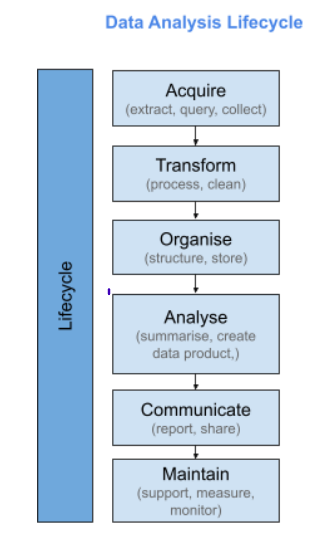 Data Analysis Lifecycle
Lifecycle
Acquire
(extract, query, collect)
Transform
(process, clean)
Organise
(structure, store)
Analyse
(summarise, create
data product,)
Communicate
(report, share)
Maintain
(support, measure,
monitor)